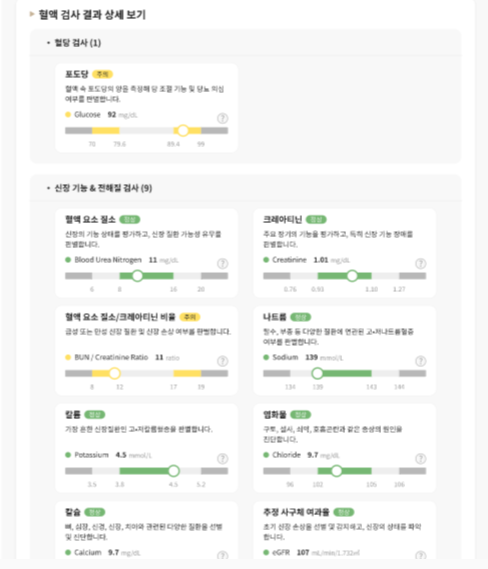 혈액 검사 결과 상세 보기
• 혈당 검사 (1)
포도당 주의
혈액 속 포도당의 양을 측정해 당 조절 기능 및 당뇨 의심
여부를 판별합니다.
Glucose 92 mg/dL
70 79.6 89.4 99
• 신장 기능 & 전해질 검사 (9)
혈액 요소 질소 정상
신장의 기능 상태를 평가하고, 신장 질환 가능성 유무를
판별합니다.
Blood Urea Nitrogen 11 mg/dL
6 8 16 20
크레아티닌 정상
주요 장기의 기능을 평가하고, 특히 신장 기능 장애를
판별합니다.
Creatinine 1.01 mg/dL
0.76 0.93 1.10 1.27
혈액 요소 질소/크레아티닌 비율 주의
급성 또는 만성 신장 질환 및 신장 손상 여부를 판별합니다.
BUN / Creatinine Ratio 11 ratio
8 12 17 19
나트륨 정상
탈수, 부종 등 다양한 질환에 연관된 고•저나트륨혈증
여부를 판별합니다.
Sodium 139 mmol/L
134 139 143 144
칼륨 정상
가장 흔한 신장질환인 고•저칼륨혈증을 판별합니다.
Potassium 4.5 mmol/L
3.5 3.8 4.5 5.2
염화물 정상
구토, 설사, 쇠약, 호흡곤란과 같은 증상의 원인을
진단합니다.
Chloride 9.7 mg/dL
96 102 105 106
칼슘 정상
뼈, 심장, 신경, 신장, 치아와 관련된 다양한 질환을 선별
및 진단합니다.
Calcium 9.7 mg/dL
추정 사구체 여과율 정상
초기 신장 손상을 선별 및 감지하고, 신장의 상태를 파악
합니다.
eGFR 107 mL/min/1.732㎡